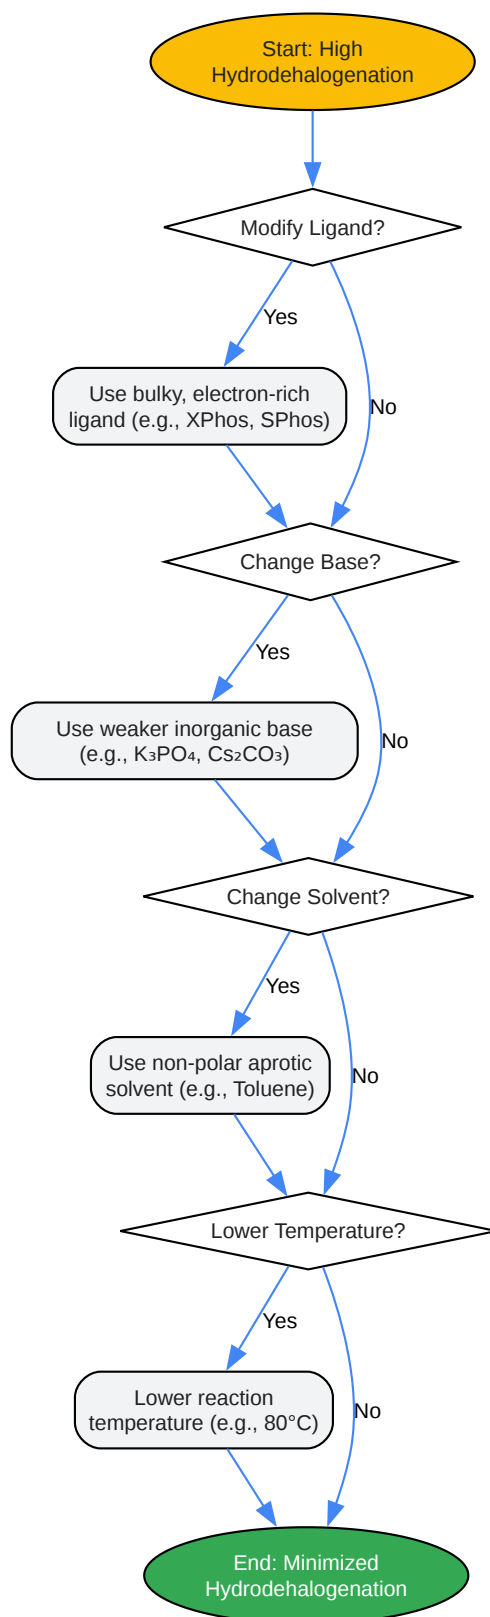 Start: High
Hydrodehalogenation
Modify Ligand?
Yes
Use bulky, electron-rich
ligand (e.g., XPhos, SPhos)
No
Change Base?
Yes
Use weaker inorganic base
(e.g., K₃PO₄, Cs₂CO₃)
No
Change Solvent?
Yes
Use non-polar aprotic
solvent (e.g., Toluene)
No
Lower Temperature?
Yes
Lower reaction
temperature (e.g., 80°C)
No
End: Minimized
Hydrodehalogenation